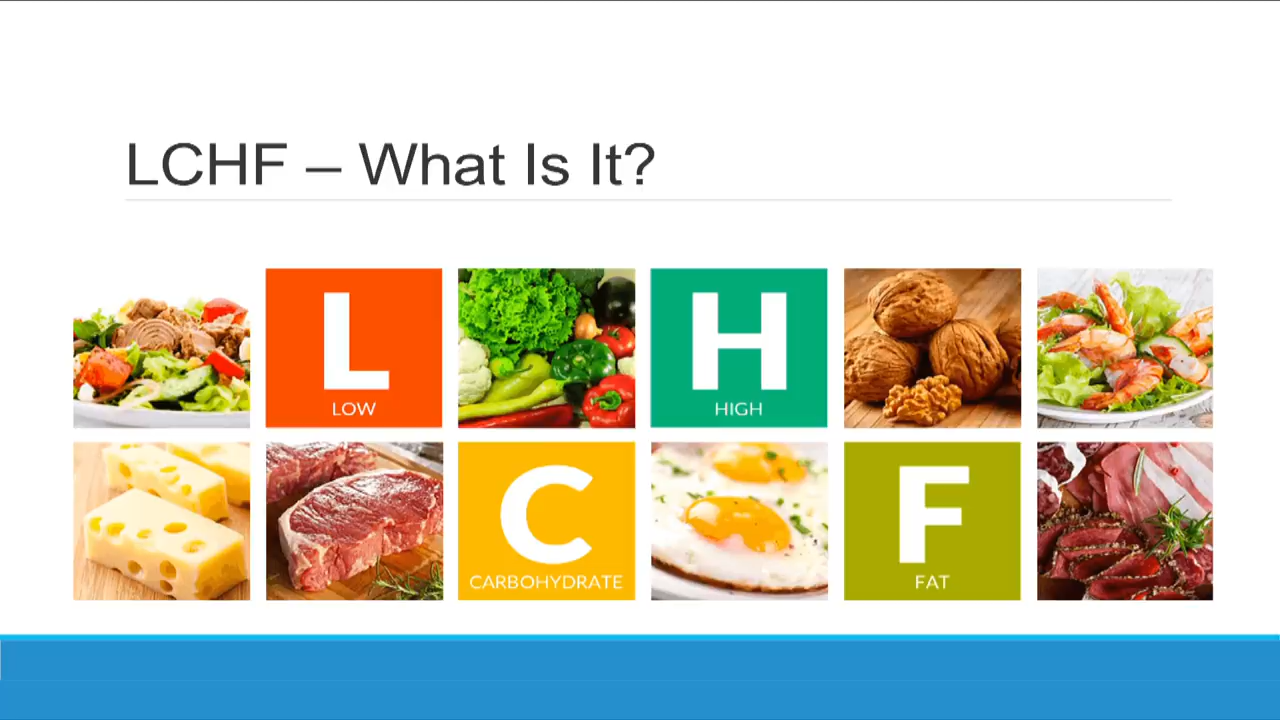 LCHF – What Is It?
L
LOW
H
HIGH
C
CARBOHYDRATE
F
FAT